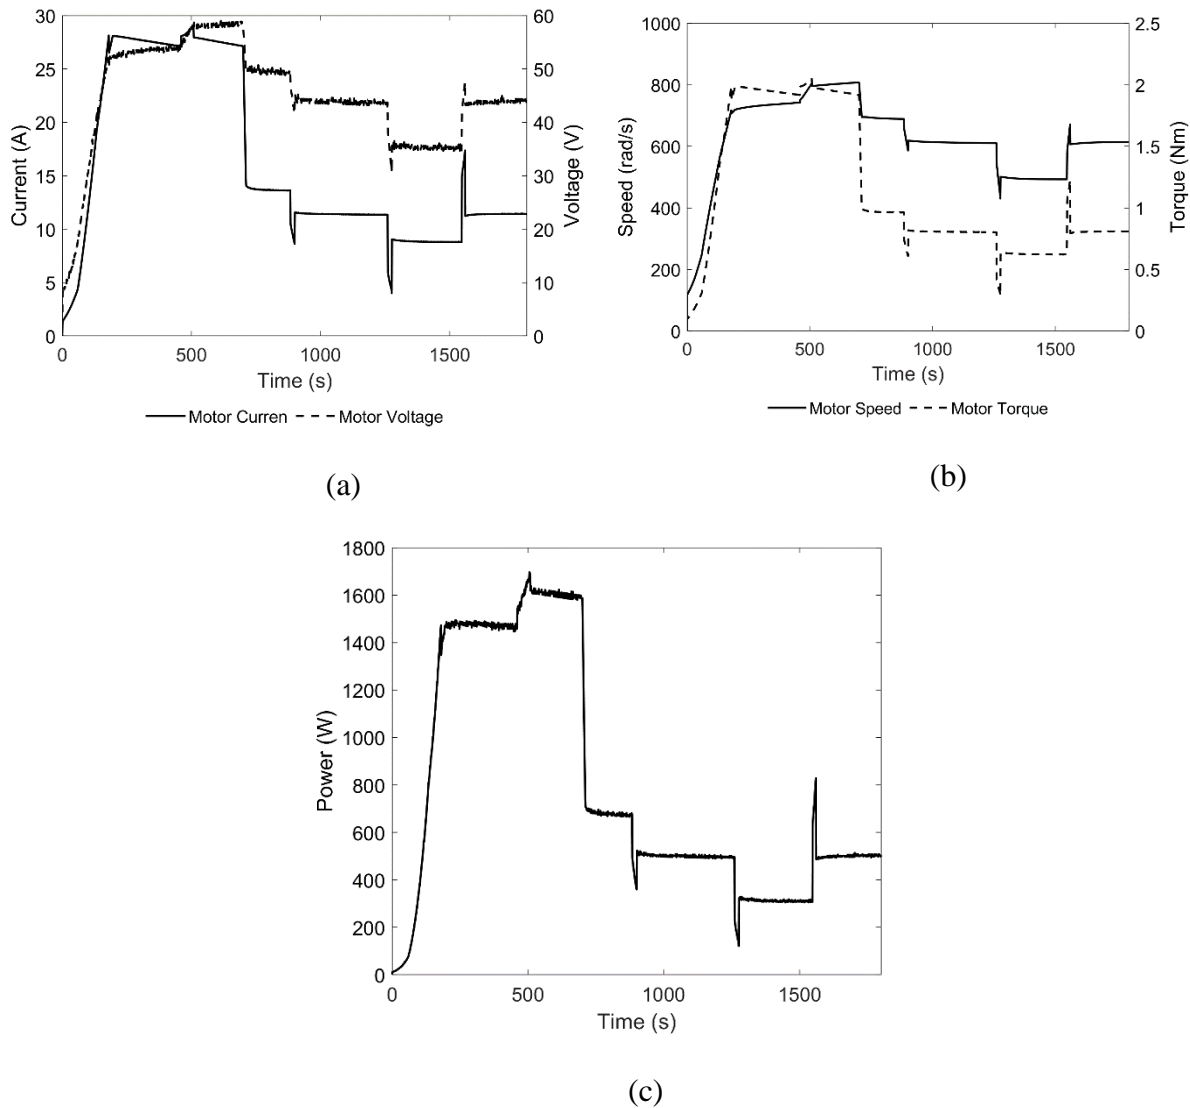 30
25
20
15
10
5
0
60
50
40
30
20
10
0
Current (A)
Voltage (V)
0 500 1000 1500
Time (s)
Motor Curren Motor Voltage
(a)
1000
800
600
400
200
0
2.5
2
1.5
1
0.5
0
Speed (rad/s)
Torque (Nm)
0 500 1000 1500
Time (s)
Motor Speed Motor Torque
(b)
1800
1600
1400
1200
1000
800
600
400
200
0
Power (W)
0 500 1000 1500
Time (s)
(c)